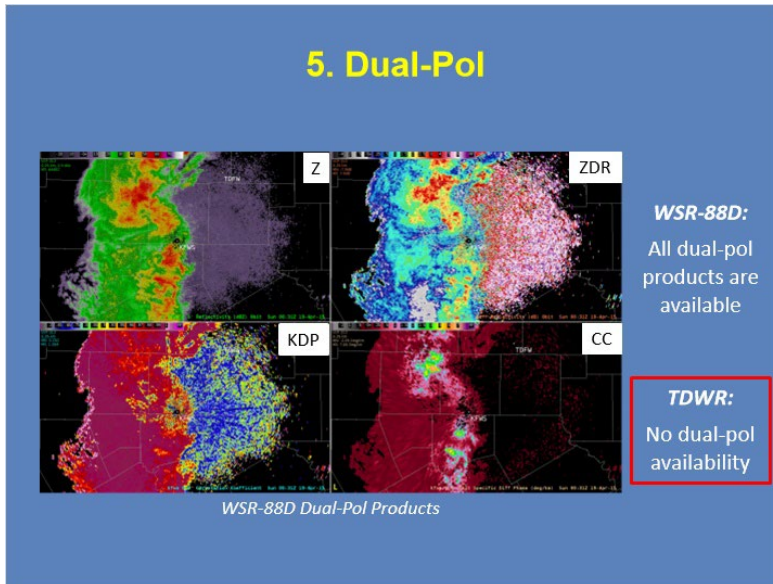 5. Dual-Pol
Z
ZDR
TDFW
WSR-88D:
All dual-pol
products are
available
KDP
CC
TDFW
TDWR:
No dual-pol
availability
WSR-88D Dual-Pol Products